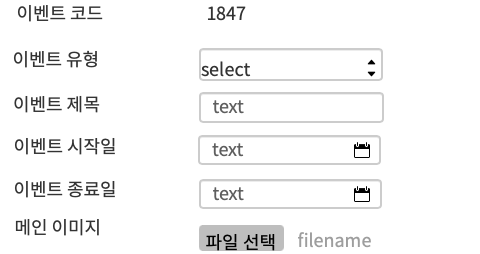 이벤트 코드 1847
이벤트 유형 select
이벤트 제목 text
이벤트 시작일 text
이벤트 종료일 text
메인 이미지 파일 선택 filename